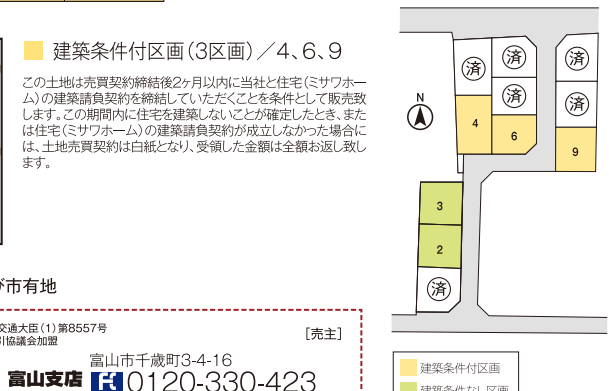 建築条件付区画(3区画)/4、6、9
この土地は売買契約締結後2ヶ月以内に当社と住宅(ミサワホー
ム)の建築請負契約を締結していただくことを条件として販売致
します。この期間内に住宅を建築しないことが確定したとき、また
は住宅(ミサワホーム)の建築請負契約が成立しなかった場合に
は、土地売買契約は白紙となり、受領した金額は全額お返し致し
ます。
N
済
済
済
済
済
4
6
9
3
2
済
び市有地
交通大臣(1)第8557号
引協議会加盟
[売主]
富山市千歳町3-4-16
富山支店 0120-330-423
建築条件付区画
建築条件なし区画